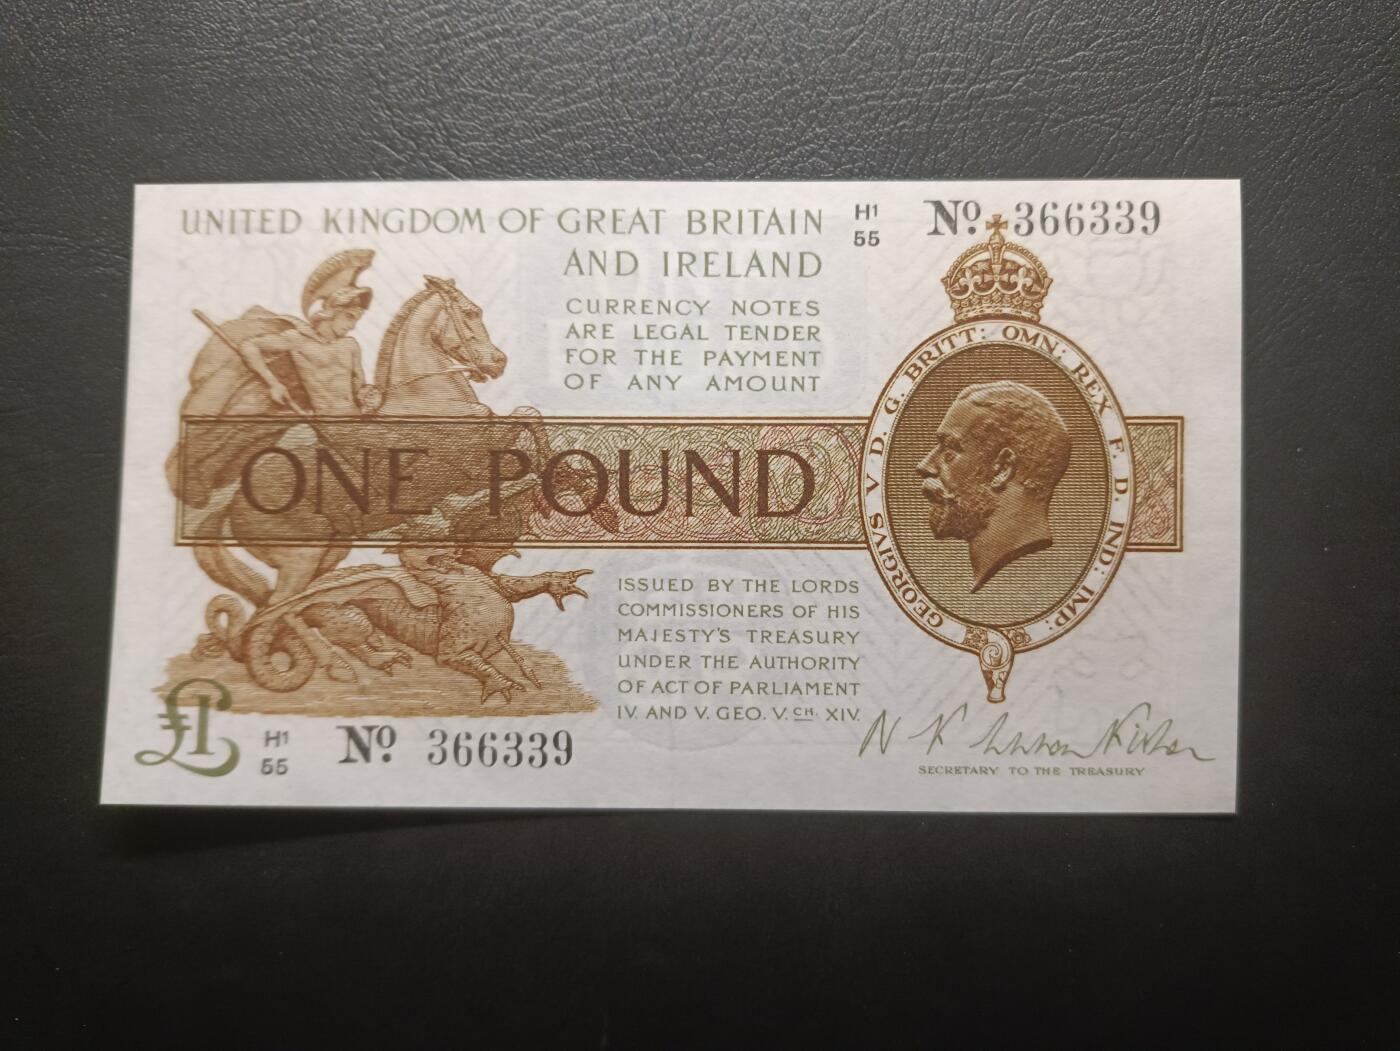 UNITED KINGDOM OF GREAT BRITAIN
AND IRELAND
H1
55
No. 366339
CURRENCY NOTES
ARE LEGAL TENDER
FOR THE PAYMENT
OF ANY AMOUNT
GEORGIVS V D. G. BRITT: OMN: REX F. D. IND: IMP:
ONE POUND
ISSUED BY THE LORDS
COMMISSIONERS OF HIS
MAJESTY'S TREASURY
UNDER THE AUTHORITY
OF ACT OF PARLIAMENT
IV. AND V. GEO. V. CH. XIV.
£1
H1
55
No. 366339
N K Warren Fisher
SECRETARY TO THE TREASURY